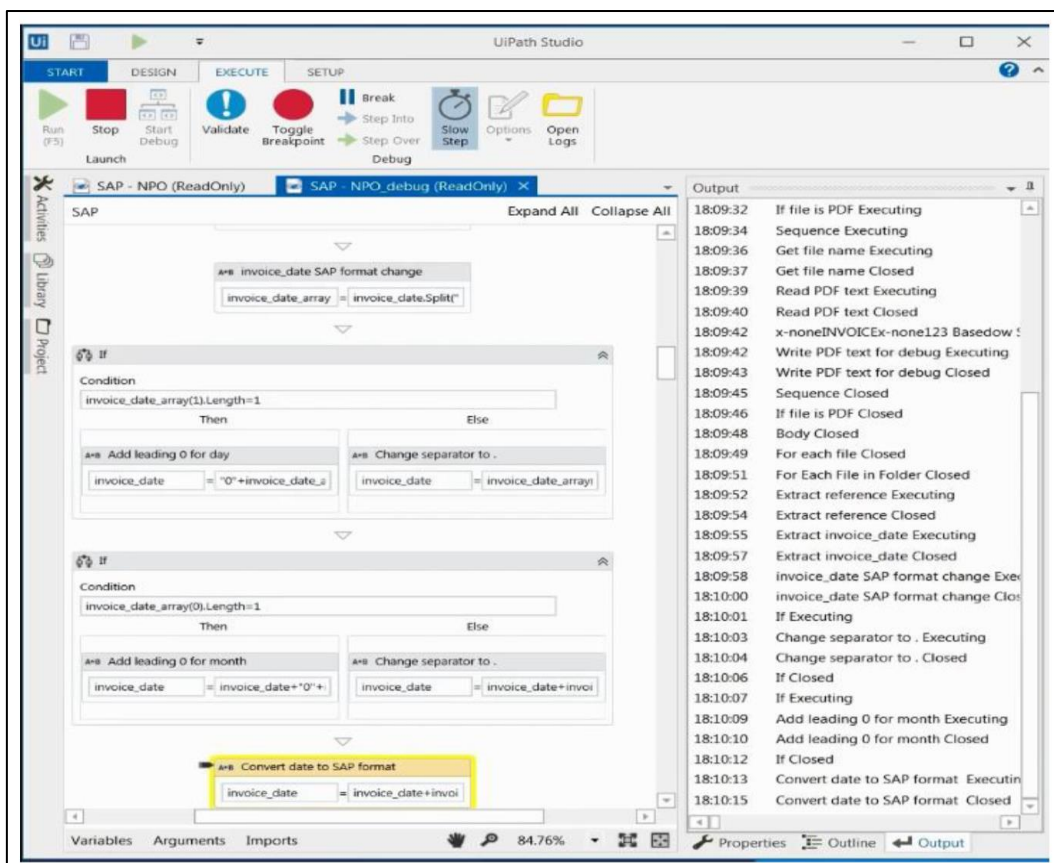 Ui
UiPath Studio
START DESIGN EXECUTE SETUP
Run (F5)
Stop
Start Debug
Launch
Validate
Toggle Breakpoint
Break
Step Into
Step Over
Debug
Slow Step
Options
Open Logs
Activities
Library
Project
SAP - NPO (ReadOnly)
SAP - NPO_debug (ReadOnly)
SAP
Expand All Collapse All
A+B invoice_date SAP format change
invoice_date_array = invoice_date.Split("
If
Condition
invoice_date_array(1).Length=1
Then Else
A+B Add leading 0 for day
invoice_date = "0"+invoice_date_a
A+B Change separator to .
invoice_date = invoice_date_array(
If
Condition
invoice_date_array(0).Length=1
Then Else
A+B Add leading 0 for month
invoice_date = invoice_date+"0"+
A+B Change separator to .
invoice_date = invoice_date+invoi
A+B Convert date to SAP format
invoice_date = invoice_date+invoi
Variables Arguments Imports
84.76%
Output
18:09:32 If file is PDF Executing
18:09:34 Sequence Executing
18:09:36 Get file name Executing
18:09:37 Get file name Closed
18:09:39 Read PDF text Executing
18:09:40 Read PDF text Closed
18:09:42 x-noneINVOICEx-none123 Basedow
18:09:42 Write PDF text for debug Executing
18:09:43 Write PDF text for debug Closed
18:09:45 Sequence Closed
18:09:46 If file is PDF Closed
18:09:48 Body Closed
18:09:49 For each file Closed
18:09:51 For Each File in Folder Closed
18:09:52 Extract reference Executing
18:09:54 Extract reference Closed
18:09:55 Extract invoice_date Executing
18:09:57 Extract invoice_date Closed
18:09:58 invoice_date SAP format change Exe
18:10:00 invoice_date SAP format change Clo
18:10:01 If Executing
18:10:03 Change separator to . Executing
18:10:04 Change separator to . Closed
18:10:06 If Closed
18:10:07 If Executing
18:10:09 Add leading 0 for month Executing
18:10:10 Add leading 0 for month Closed
18:10:12 If Closed
18:10:13 Convert date to SAP format Executin
18:10:15 Convert date to SAP format Closed
Properties Outline Output